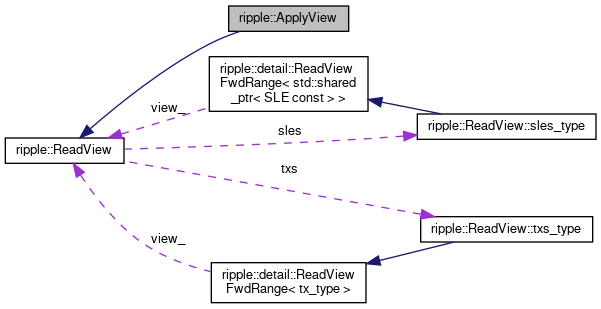 ripple::ApplyView
ripple::detail::ReadView
FwdRange< std::shared
_ptr< SLE const > >
view_
sles
ripple::ReadView::sles_type
ripple::ReadView
txs
ripple::ReadView::txs_type
view_
ripple::detail::ReadView
FwdRange< tx_type >